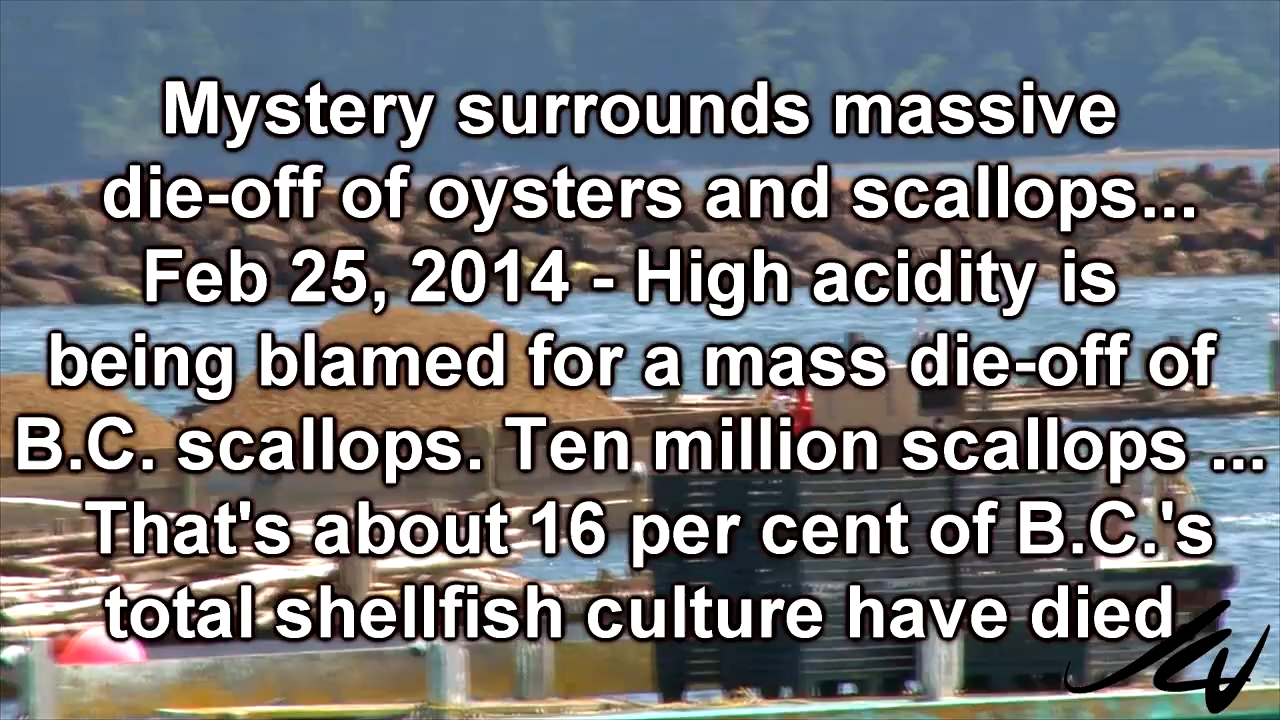 Mystery surrounds massive
die-off of oysters and scallops...
Feb 25, 2014 - High acidity is
being blamed for a mass die-off of
B.C. scallops. Ten million scallops ...
That's about 16 per cent of B.C.'s
total shellfish culture have died